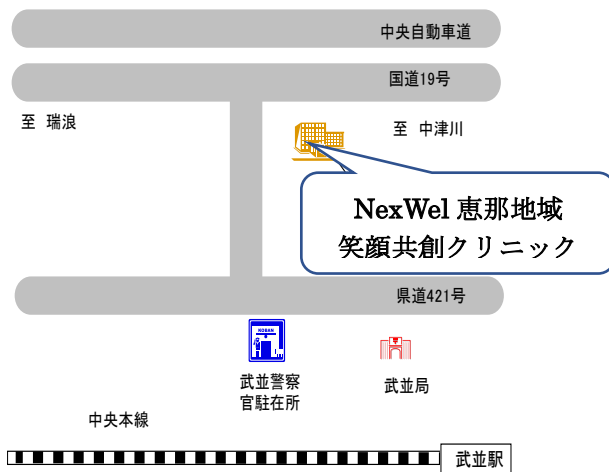 中央自動車道
国道19号
至 瑞浪
至 中津川
NexWel 恵那地域
笑顔共創クリニック
県道421号
KOBAN
武並警察
官駐在所
武並局
中央本線
武並駅